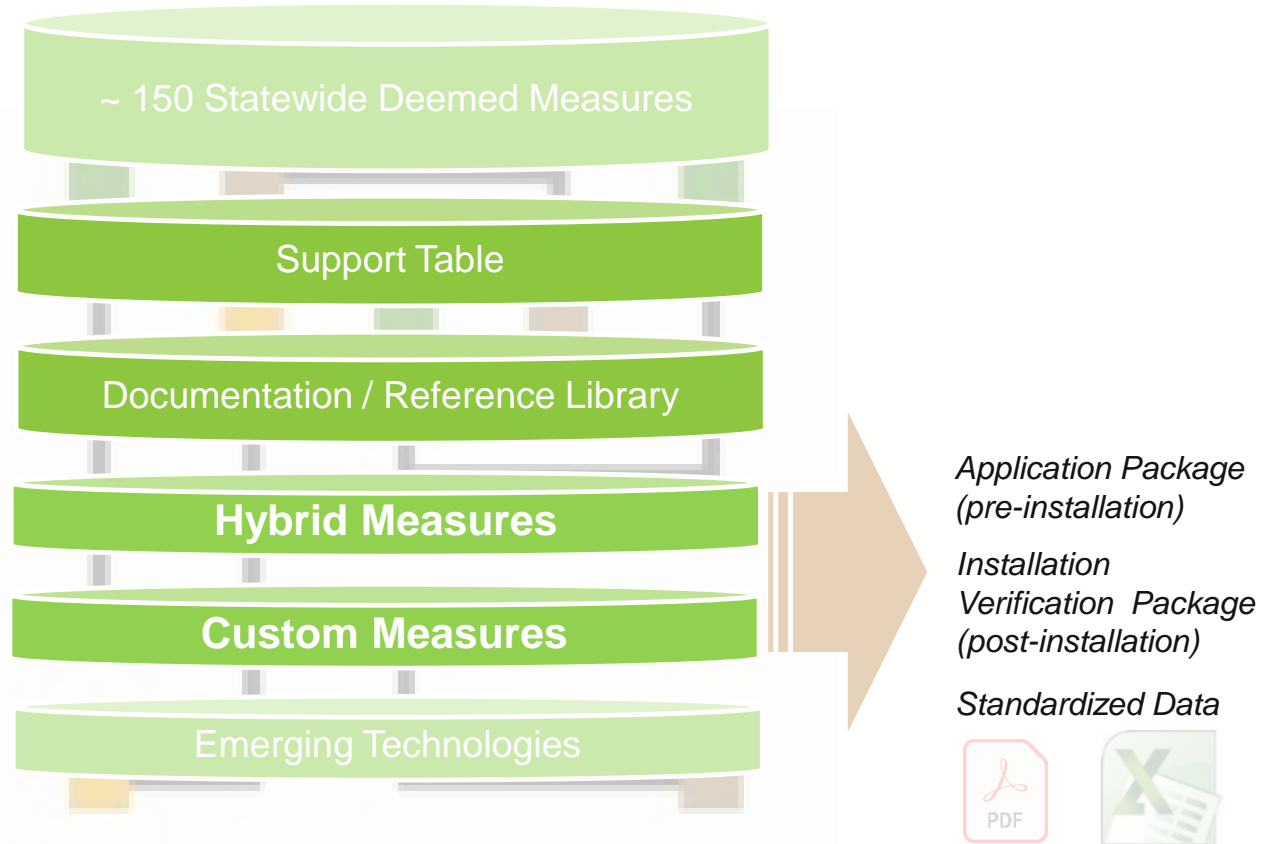 ~ 150 Statewide Deemed Measures
Support Table
Documentation / Reference Library
Hybrid Measures
Custom Measures
Emerging Technologies
Application Package
(pre-installation)
Installation
Verification Package
(post-installation)
Standardized Data
PDF
X